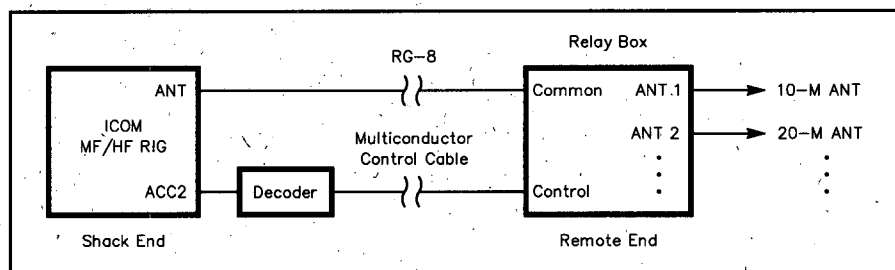 Relay Box
RG-8
ANT
Common
ANT 1
10-M ANT
ICOM
MF/HF RIG
ANT 2
20-M ANT
Multiconductor
Control Cable
ACC2
Decoder
Control
Shack End
Remote End